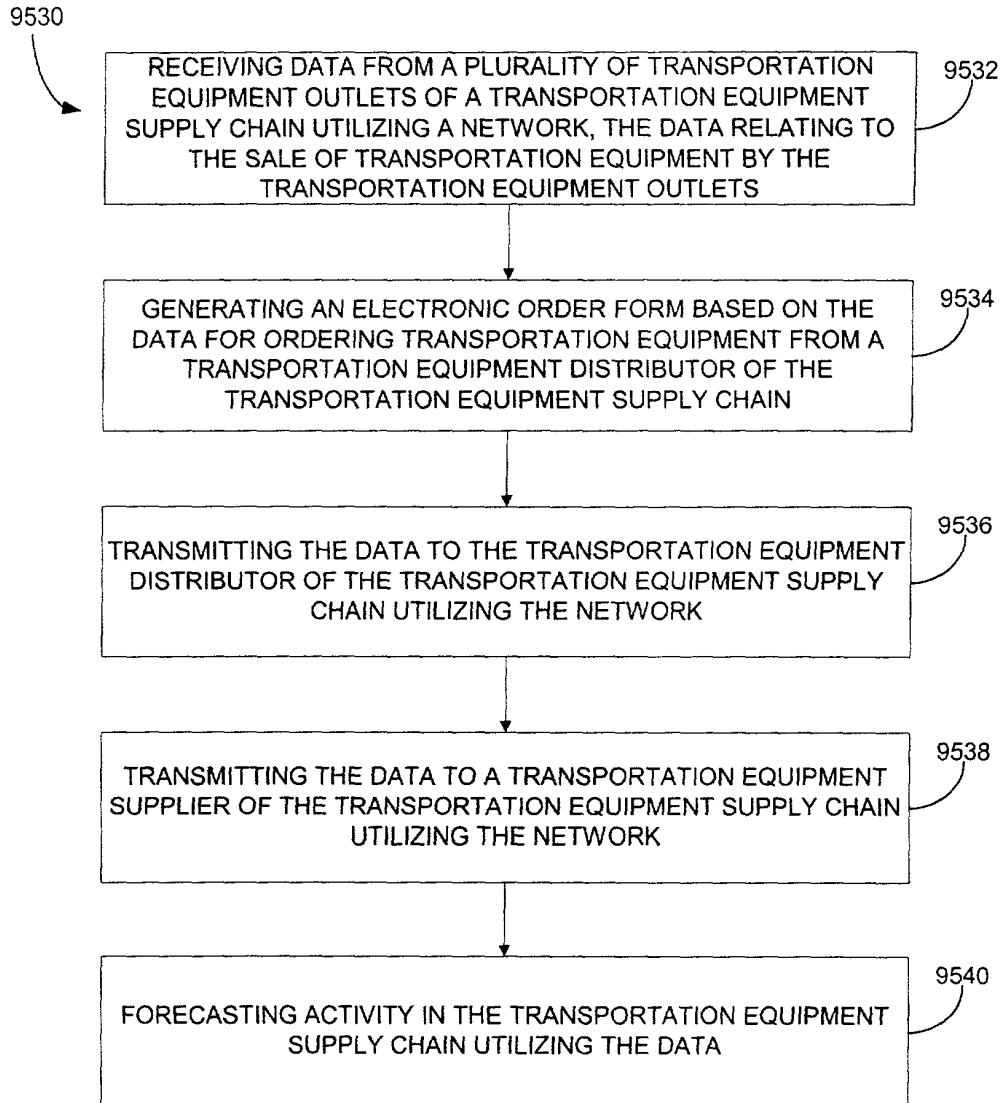 9530
RECEIVING DATA FROM A PLURALITY OF TRANSPORTATION
EQUIPMENT OUTLETS OF A TRANSPORTATION EQUIPMENT
SUPPLY CHAIN UTILIZING A NETWORK, THE DATA RELATING TO
THE SALE OF TRANSPORTATION EQUIPMENT BY THE
TRANSPORTATION EQUIPMENT OUTLETS
9532
GENERATING AN ELECTRONIC ORDER FORM BASED ON THE
DATA FOR ORDERING TRANSPORTATION EQUIPMENT FROM A
TRANSPORTATION EQUIPMENT DISTRIBUTOR OF THE
TRANSPORTATION EQUIPMENT SUPPLY CHAIN
9534
TRANSMITTING THE DATA TO THE TRANSPORTATION EQUIPMENT
DISTRIBUTOR OF THE TRANSPORTATION EQUIPMENT SUPPLY
CHAIN UTILIZING THE NETWORK
9536
TRANSMITTING THE DATA TO A TRANSPORTATION EQUIPMENT
SUPPLIER OF THE TRANSPORTATION EQUIPMENT SUPPLY CHAIN
UTILIZING THE NETWORK
9538
FORECASTING ACTIVITY IN THE TRANSPORTATION EQUIPMENT
SUPPLY CHAIN UTILIZING THE DATA
9540